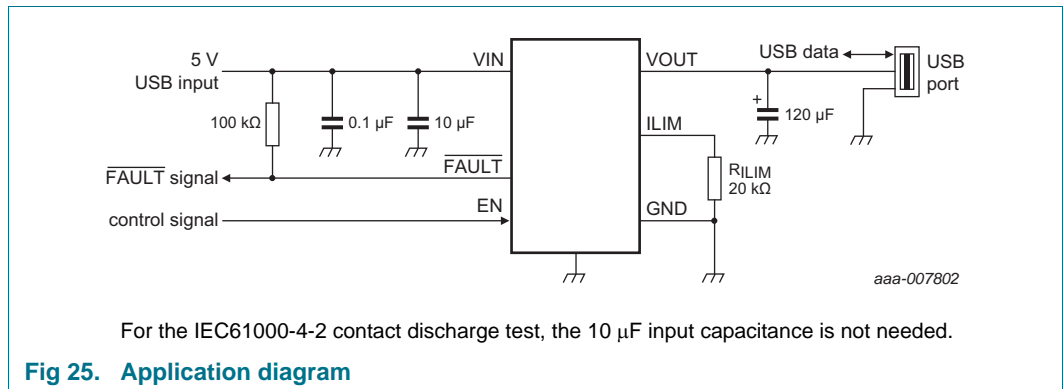 5 V
USB input
VIN
VOUT
USB data
USB
port
100 kΩ
0.1 μF
10 μF
+
120 μF
ILIM
RILIM
20 kΩ
FAULT signal
FAULT
control signal
EN
GND
aaa-007802
For the IEC61000-4-2 contact discharge test, the 10 μF input capacitance is not needed.
Fig 25. Application diagram